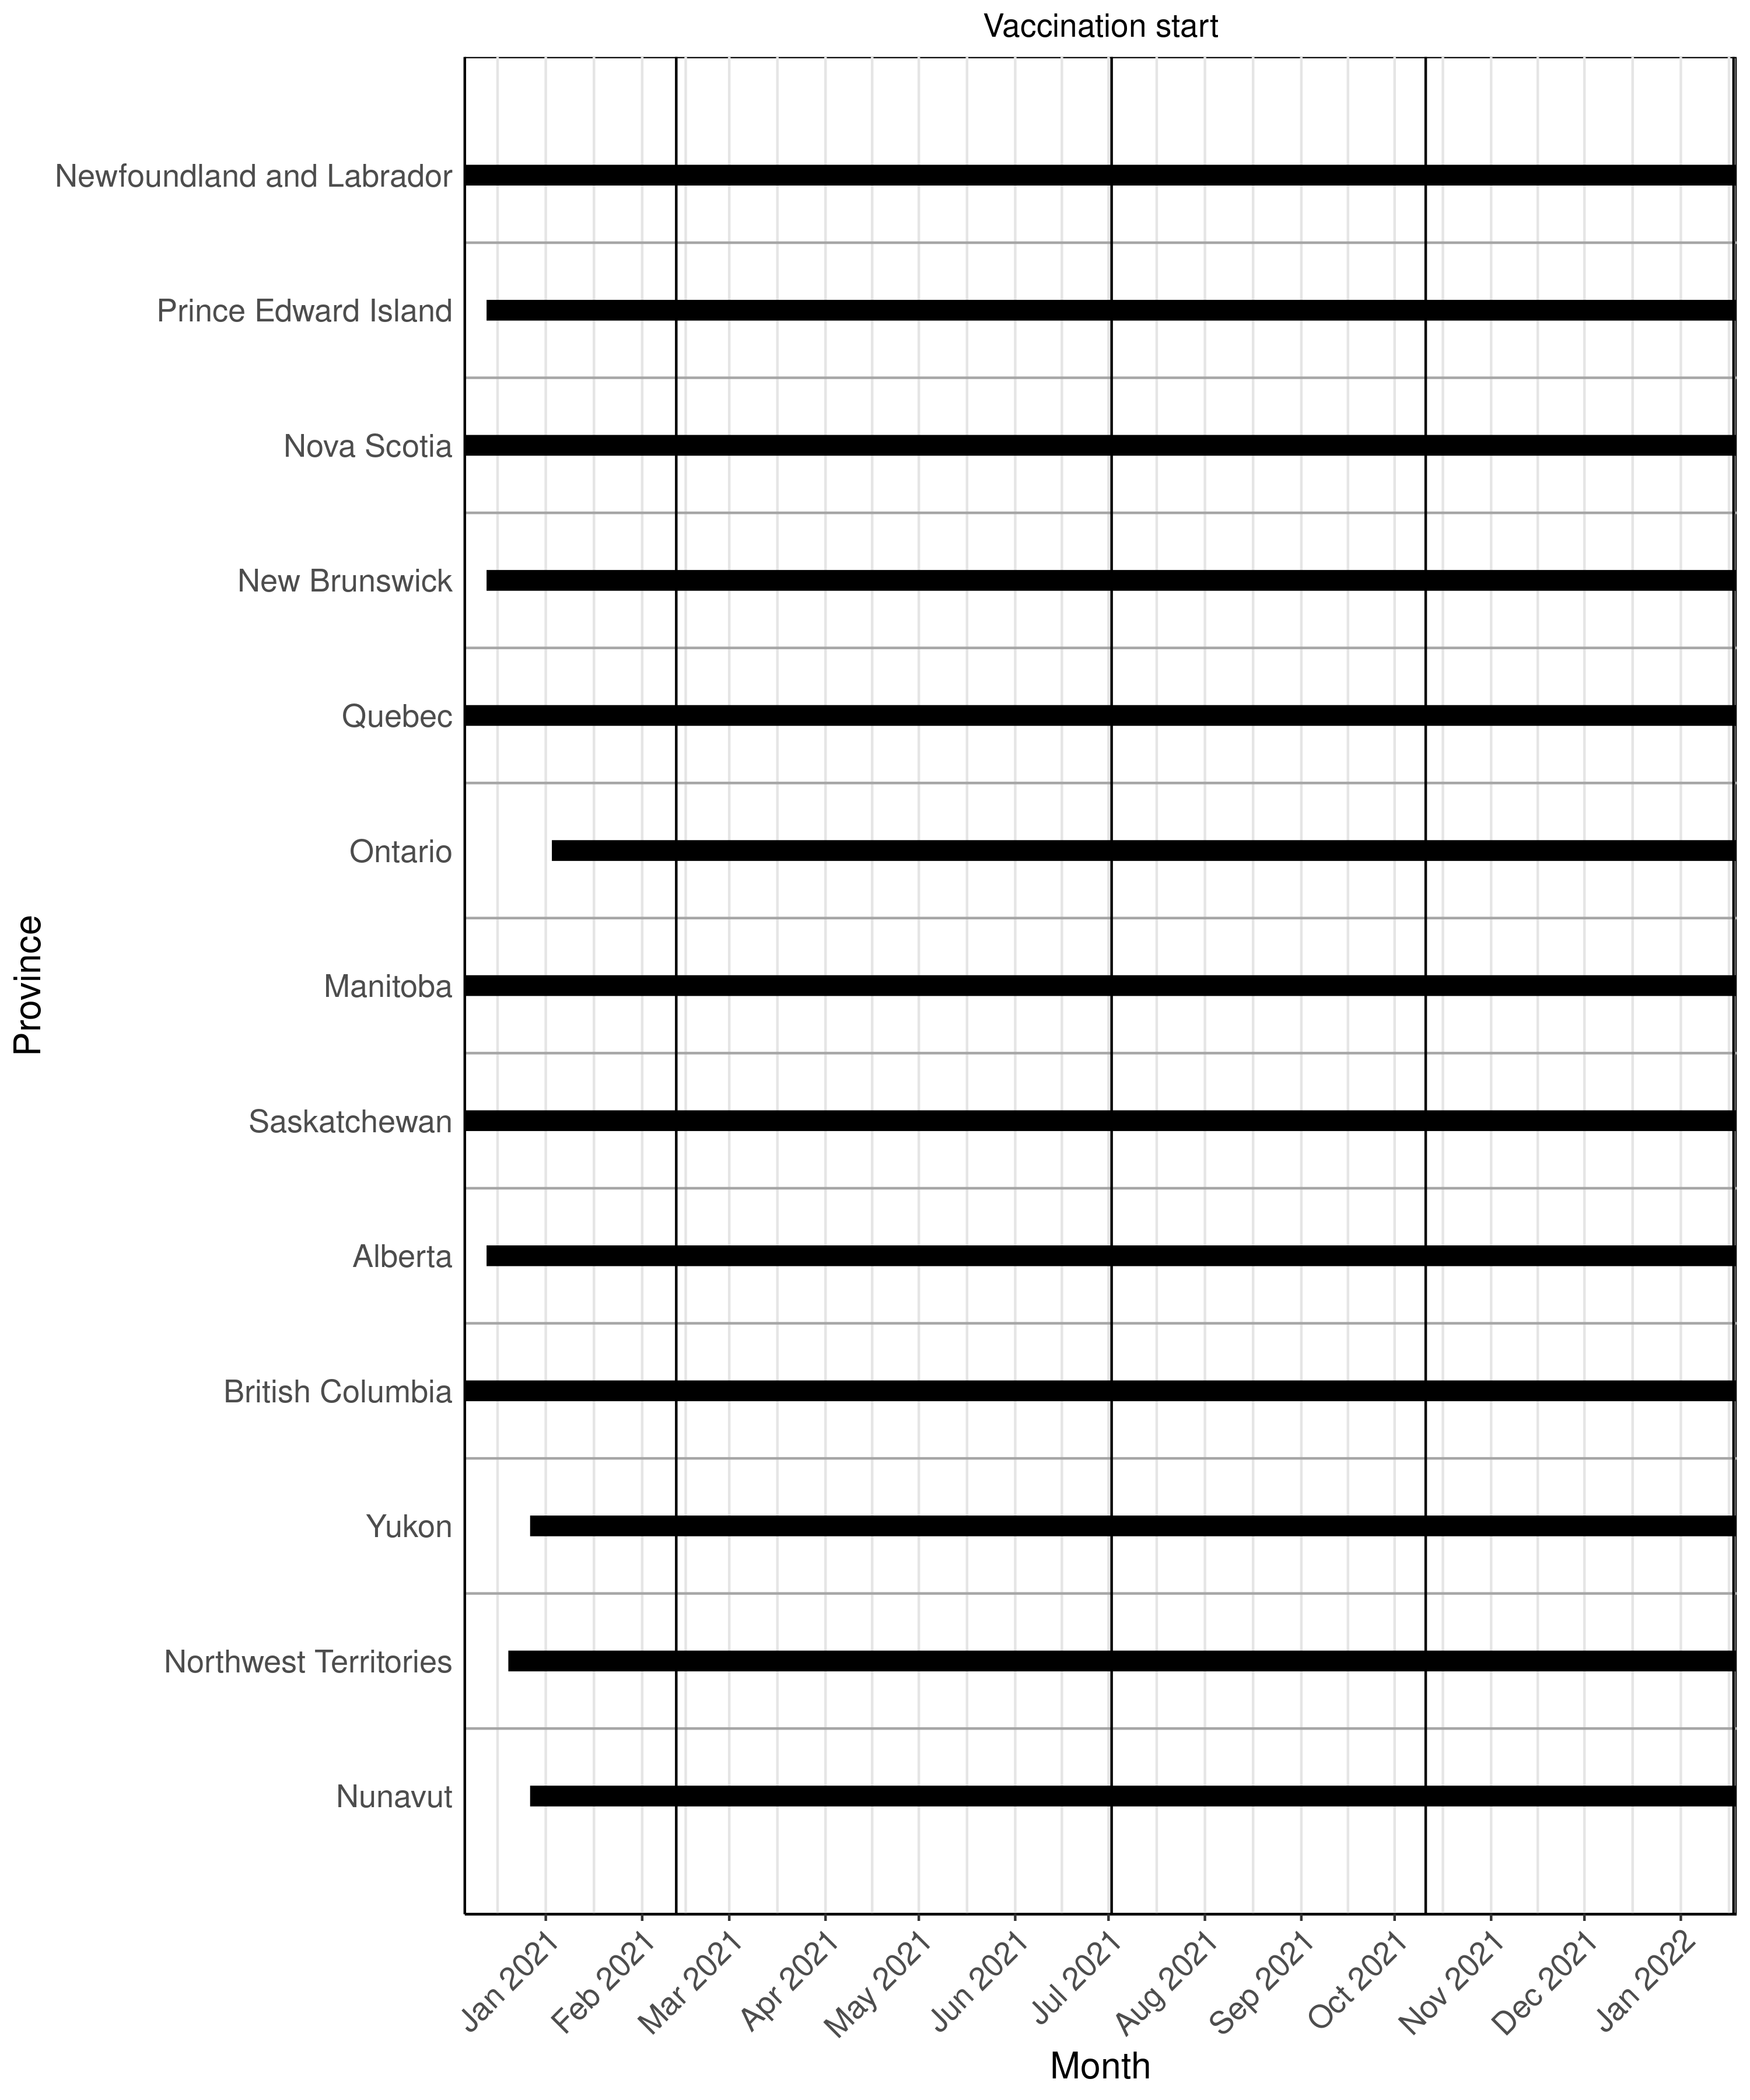 Vaccination start
Newfoundland and Labrador
Prince Edward Island
Nova Scotia
New Brunswick
Quebec
Ontario
Manitoba
Saskatchewan
Alberta
British Columbia
Yukon
Northwest Territories
Nunavut
Province
Jan 2021
Feb 2021
Mar 2021
Apr 2021
May 2021
Jun 2021
Jul 2021
Aug 2021
Sep 2021
Oct 2021
Nov 2021
Dec 2021
Jan 2022
Month